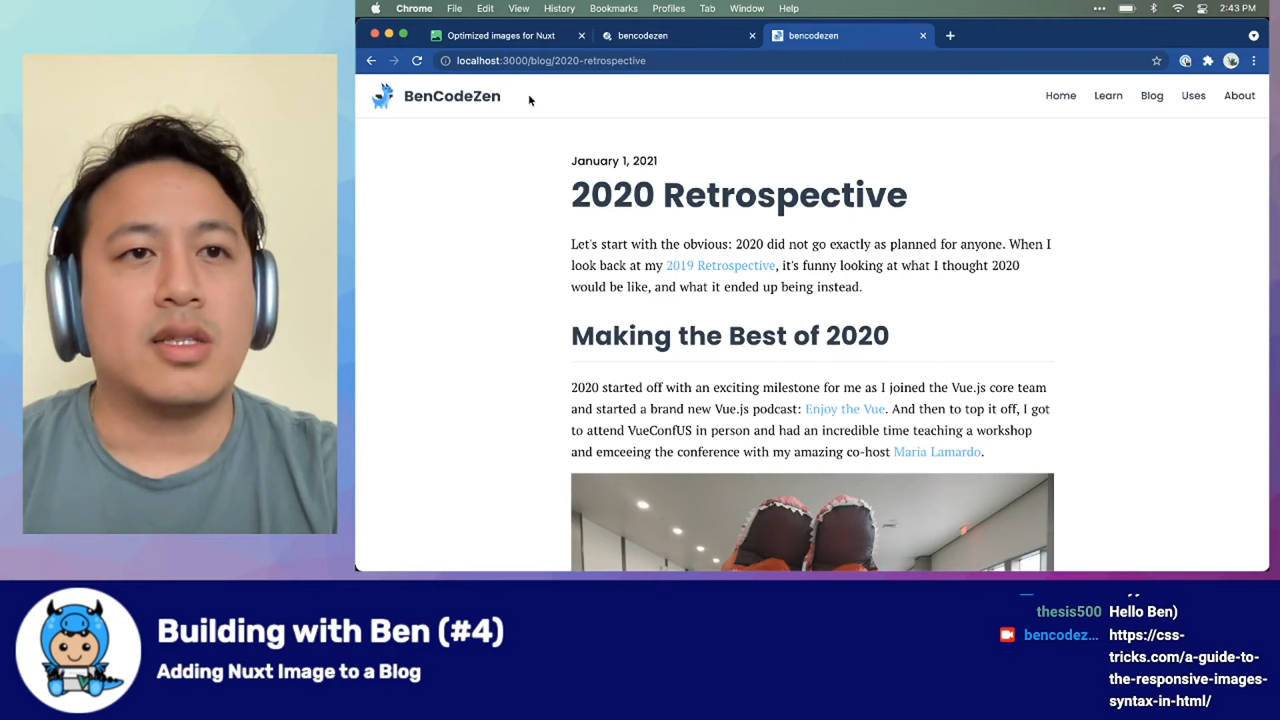 Chrome File Edit View History Bookmarks Profiles Tab Window Help 2:43 PM
Optimized images for Nuxt bencodezen bencodezen
localhost:3000/blog/2020-retrospective
BenCodeZen Home Learn Blog Uses About
January 1, 2021
2020 Retrospective
Let's start with the obvious: 2020 did not go exactly as planned for anyone. When I
look back at my 2019 Retrospective, it's funny looking at what I thought 2020
would be like, and what it ended up being instead.
Making the Best of 2020
2020 started off with an exciting milestone for me as I joined the Vue.js core team
and started a brand new Vue.js podcast: Enjoy the Vue. And then to top it off, I got
to attend VueConfUS in person and had an incredible time teaching a workshop
and emceeing the conference with my amazing co-host Maria Lamardo.
Building with Ben (#4)
Adding Nuxt Image to a Blog
thesis500 Hello Ben)
bencodez... https://css-
tricks.com/a-guide-to-
the-responsive-images-
syntax-in-html/